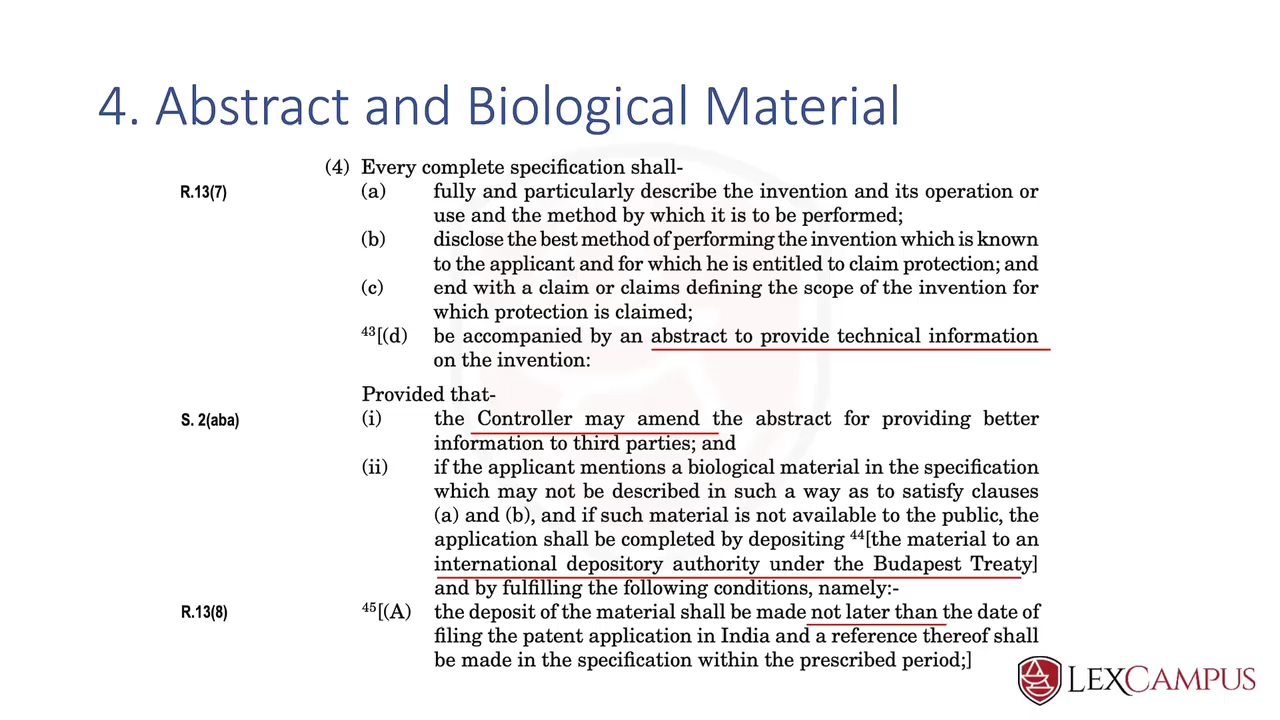 4. Abstract and Biological Material
(4) Every complete specification shall-
R.13(7) (a) fully and particularly describe the invention and its operation or
use and the method by which it is to be performed;
(b) disclose the best method of performing the invention which is known
to the applicant and for which he is entitled to claim protection; and
(c) end with a claim or claims defining the scope of the invention for
which protection is claimed;
43[(d) be accompanied by an abstract to provide technical information
on the invention:
Provided that-
S. 2(aba) (i) the Controller may amend the abstract for providing better
information to third parties; and
(ii) if the applicant mentions a biological material in the specification
which may not be described in such a way as to satisfy clauses
(a) and (b), and if such material is not available to the public, the
application shall be completed by depositing 44[the material to an
international depository authority under the Budapest Treaty]
and by fulfilling the following conditions, namely:-
R.13(8) 45[(A) the deposit of the material shall be made not later than the date of
filing the patent application in India and a reference thereof shall
be made in the specification within the prescribed period;]
LEXCAMPUS